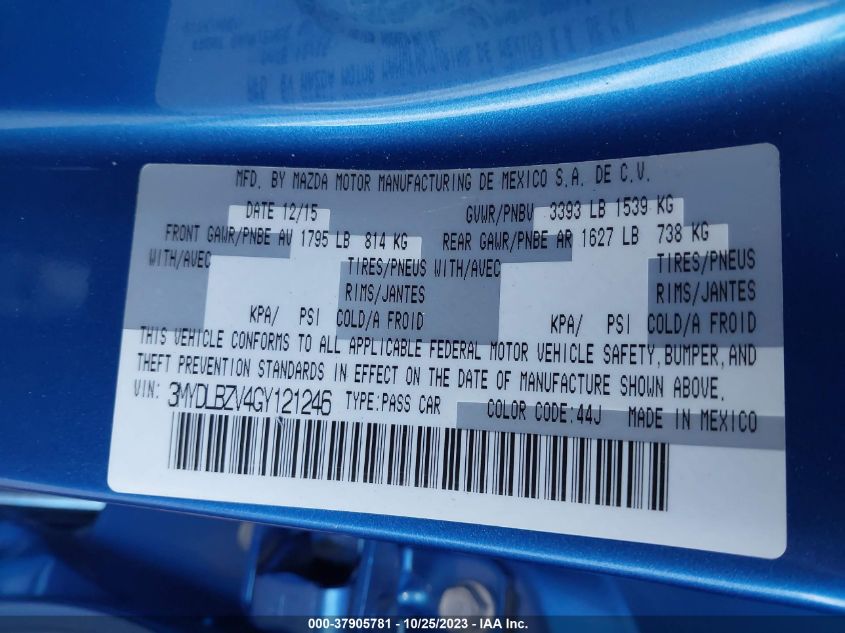 MFD. BY MAZDA MOTOR MANUFACTURING DE MEXICO S.A. DE C.V.
DATE 12/15 GVWR/PNBV 3393 LB 1539 KG
FRONT GAWR/PNBE AV 1795 LB 814 KG REAR GAWR/PNBE AR 1627 LB 738 KG
WITH/AVEC TIRES/PNEUS WITH/AVEC TIRES/PNEUS
RIMS/JANTES RIMS/JANTES
KPA/ PSI COLD/A FROID KPA/ PSI COLD/A FROID
THIS VEHICLE CONFORMS TO ALL APPLICABLE FEDERAL MOTOR VEHICLE SAFETY, BUMPER, AND
THEFT PREVENTION STANDARDS IN EFFECT ON THE DATE OF MANUFACTURE SHOWN ABOVE.
VIN: 3MYDLBZV4GY121246 TYPE:PASS CAR COLOR CODE:44J MADE IN MEXICO
000-37905781 - 10/25/2023 - IAA Inc.